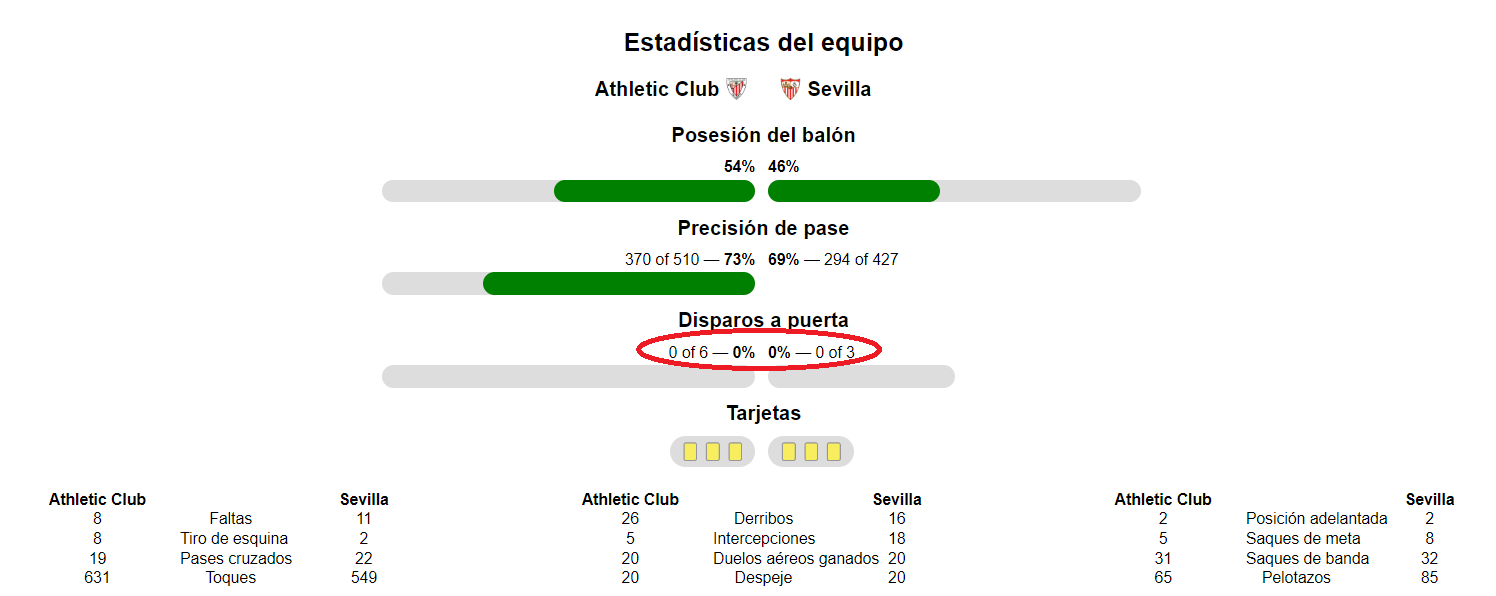 Estadísticas del equipo
Athletic Club Sevilla
Posesión del balón
54% 46%
Precisión de pase
370 of 510 — 73% 69% — 294 of 427
Disparos a puerta
0 of 6 — 0% 0% — 0 of 3
Tarjetas
Athletic Club Sevilla Athletic Club Sevilla Athletic Club Sevilla
8 Faltas 11 26 Derribos 16 2 Posición adelantada 2
8 Tiro de esquina 2 5 Intercepciones 18 5 Saques de meta 8
19 Pases cruzados 22 20 Duelos aéreos ganados 20 31 Saques de banda 32
631 Toques 549 20 Despeje 20 65 Pelotazos 85